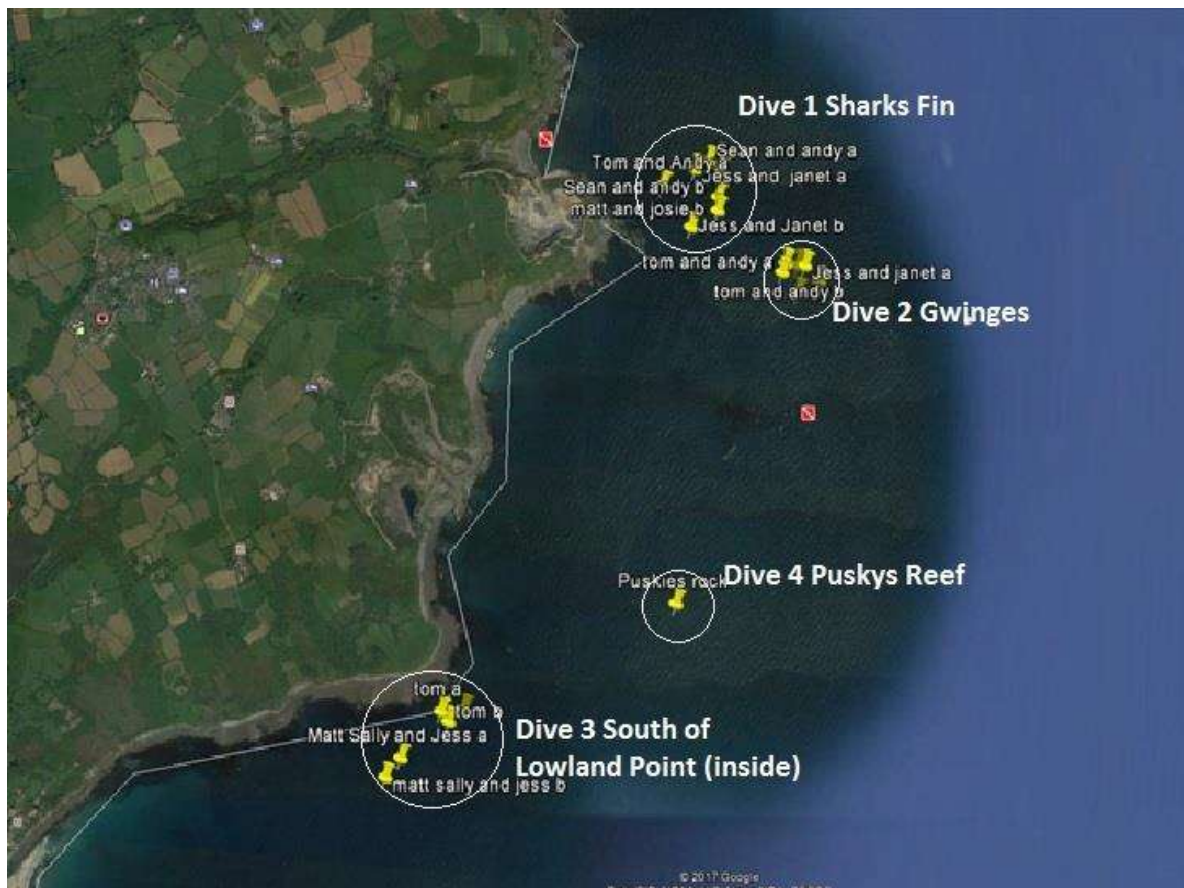 Dive 1 Sharks Fin
Sean and andy a
Tom and Andy a
Jess and janet a
Sean and andy b
matt and josie b
Jess and Janet b
tom and andy a
Jess and janet a
tom and andy b
Dive 2 Gwinges
Puskies rock
Dive 4 Puskys Reef
tom a
tom b
Matt Sally and Jess a
Dive 3 South of
Lowland Point (inside)
matt sally and jess b
© 2017 Google